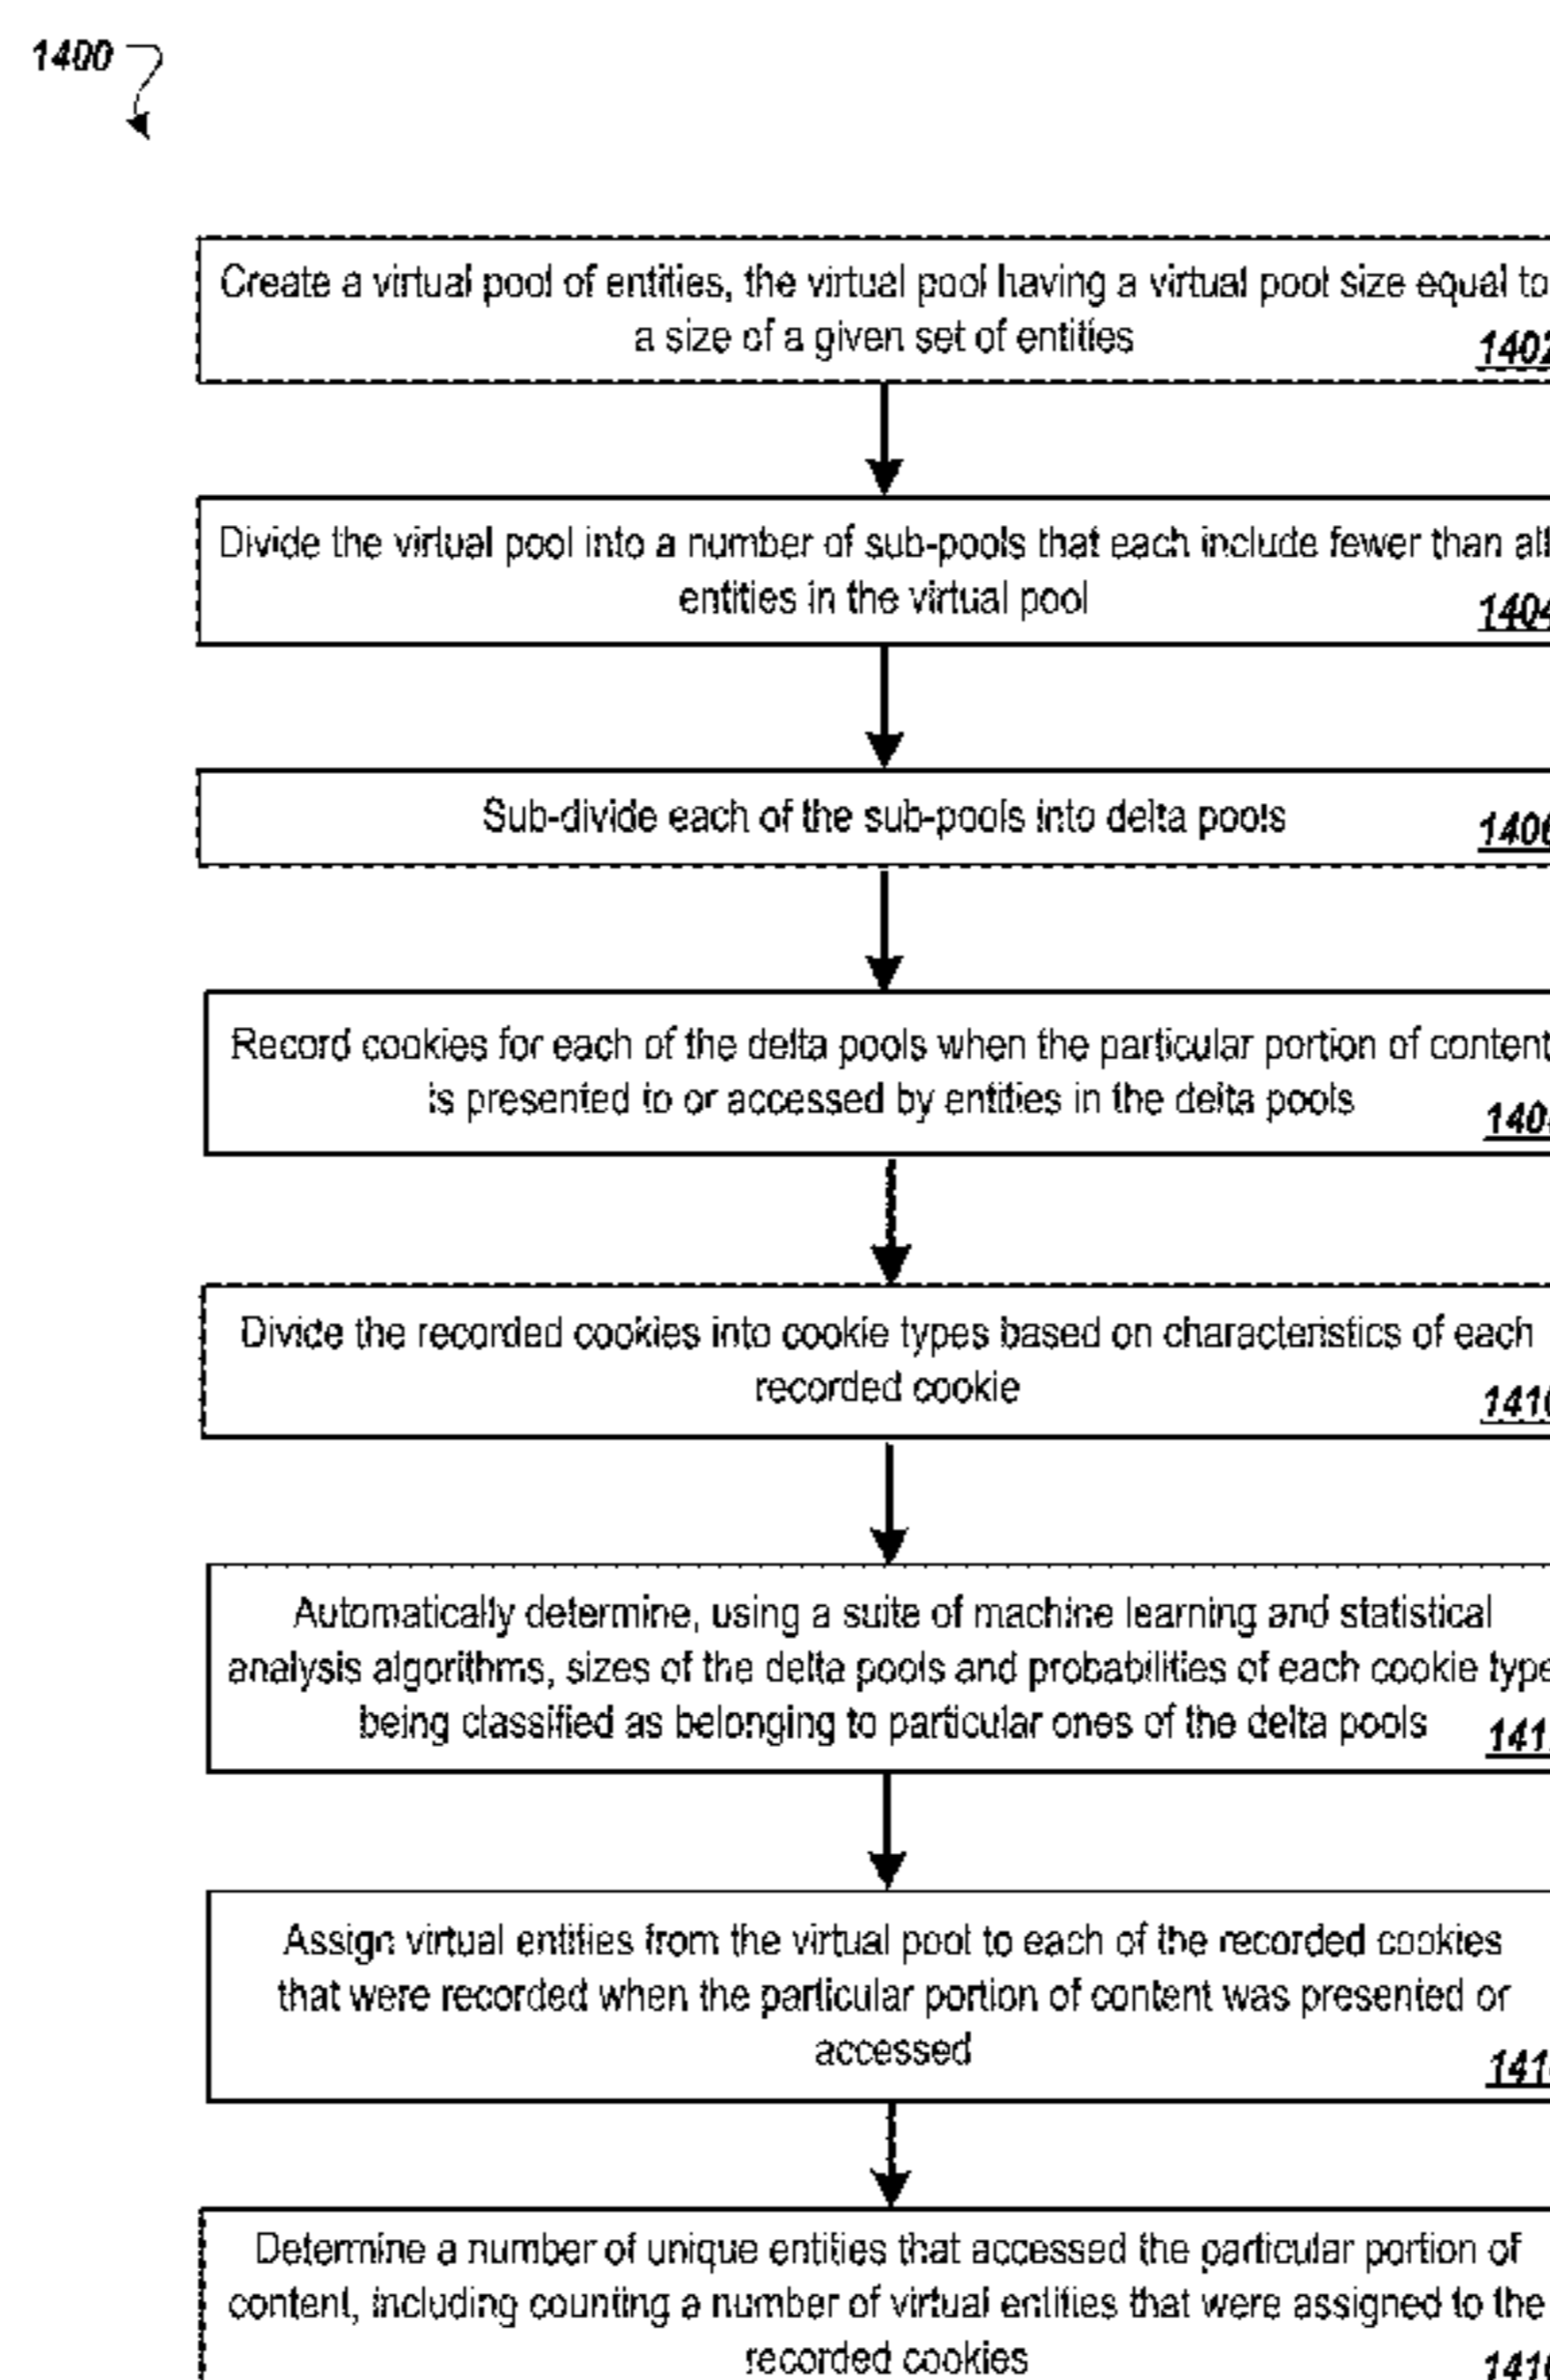 1400
Create a virtual pool of entities, the virtual pool having a virtual pool size equal to
a size of a given set of entities
1402
Divide the virtual pool into a number of sub-pools that each include fewer than all
entities in the virtual pool
1404
Sub-divide each of the sub-pools into delta pools
1406
Record cookies for each of the delta pools when the particular portion of content
is presented to or accessed by entities in the delta pools
140
Divide the recorded cookies into cookie types based on characteristics of each
recorded cookie
1410
Automatically determine, using a suite of machine learning and statistical
analysis algorithms, sizes of the delta pools and probabilities of each cookie type
being classified as belonging to particular ones of the delta pools
141
Assign virtual entities from the virtual pool to each of the recorded cookies
that were recorded when the particular portion of content was presented or
accessed
141
Determine a number of unique entities that accessed the particular portion of
content, including counting a number of virtual entities that were assigned to the
recorded cookies